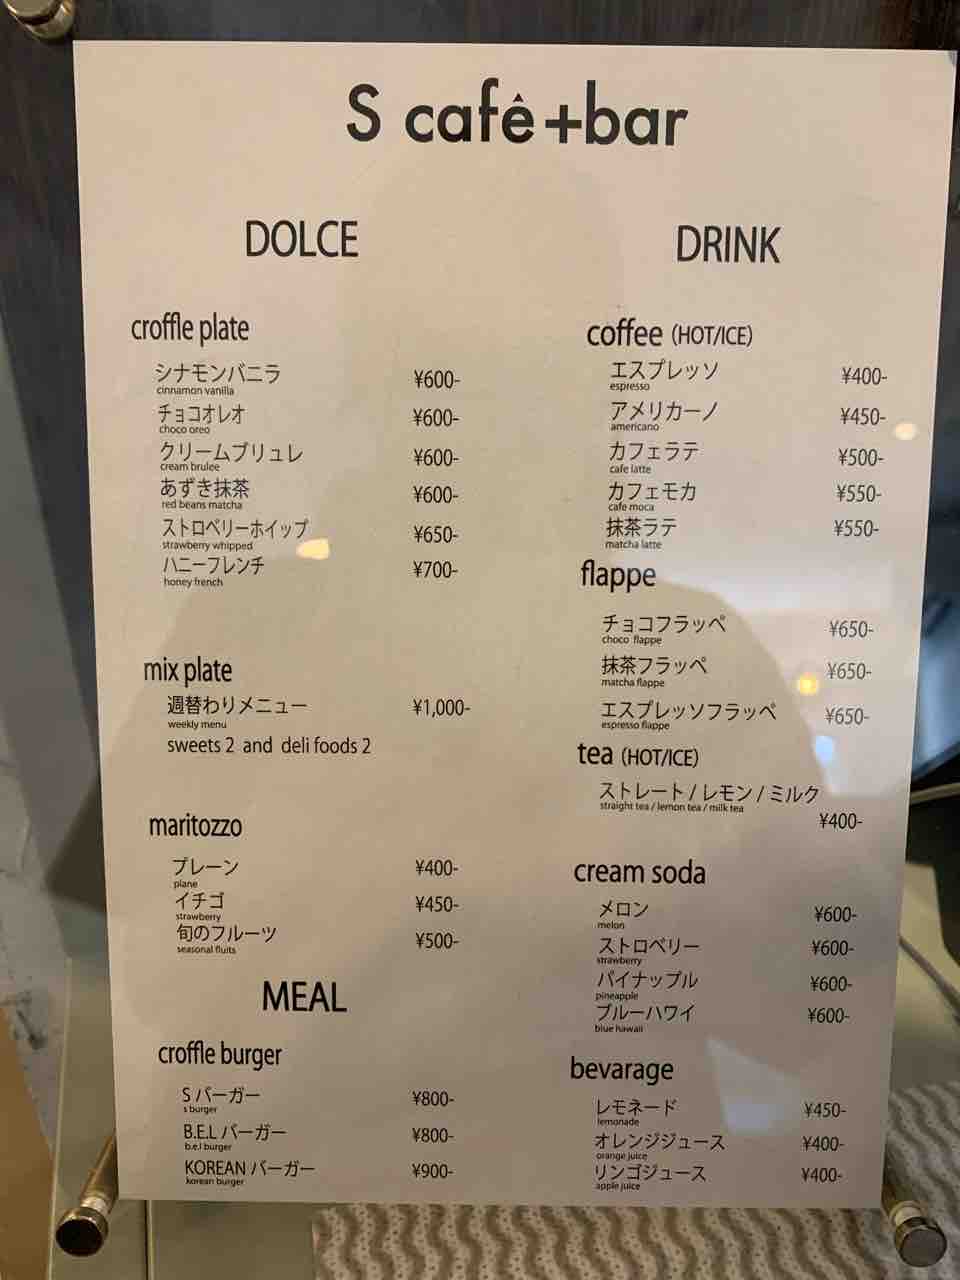 S cafê+bar
DOLCE
croffle plate
シナモンバニラ ¥600-
cinnamon vanilla
チョコオレオ ¥600-
choco oreo
クリームブリュレ ¥600-
cream brulee
あずき抹茶 ¥600-
red beans matcha
ストロベリーホイップ ¥650-
strawberry whipped
ハニーフレンチ ¥700-
honey french
mix plate
週替わりメニュー ¥1,000-
weekly menu
sweets 2 and deli foods 2
maritozzo
プレーン ¥400-
plane
イチゴ ¥450-
strawberry
旬のフルーツ ¥500-
seasonal fluits
MEAL
croffle burger
S バーガー ¥800-
s burger
B.E.L バーガー ¥800-
b.e.l burger
KOREAN バーガー ¥900-
korean burger
DRINK
coffee (HOT/ICE)
エスプレッソ ¥400-
espresso
アメリカーノ ¥450-
americano
カフェラテ ¥500-
cafe latte
カフェモカ ¥550-
cafe moca
抹茶ラテ ¥550-
matcha latte
flappe
チョコフラッペ ¥650-
choco flappe
抹茶フラッペ ¥650-
matcha flappe
エスプレッソフラッペ ¥650-
espresso flappe
tea (HOT/ICE)
ストレート / レモン / ミルク
straight tea / lemon tea / milk tea
¥400-
cream soda
メロン ¥600-
melon
ストロベリー ¥600-
strawberry
パイナップル ¥600-
pineapple
ブルーハワイ ¥600-
blue hawaii
bevarage
レモネード ¥450-
lemonade
オレンジジュース ¥400-
orange juice
リンゴジュース ¥400-
apple juice